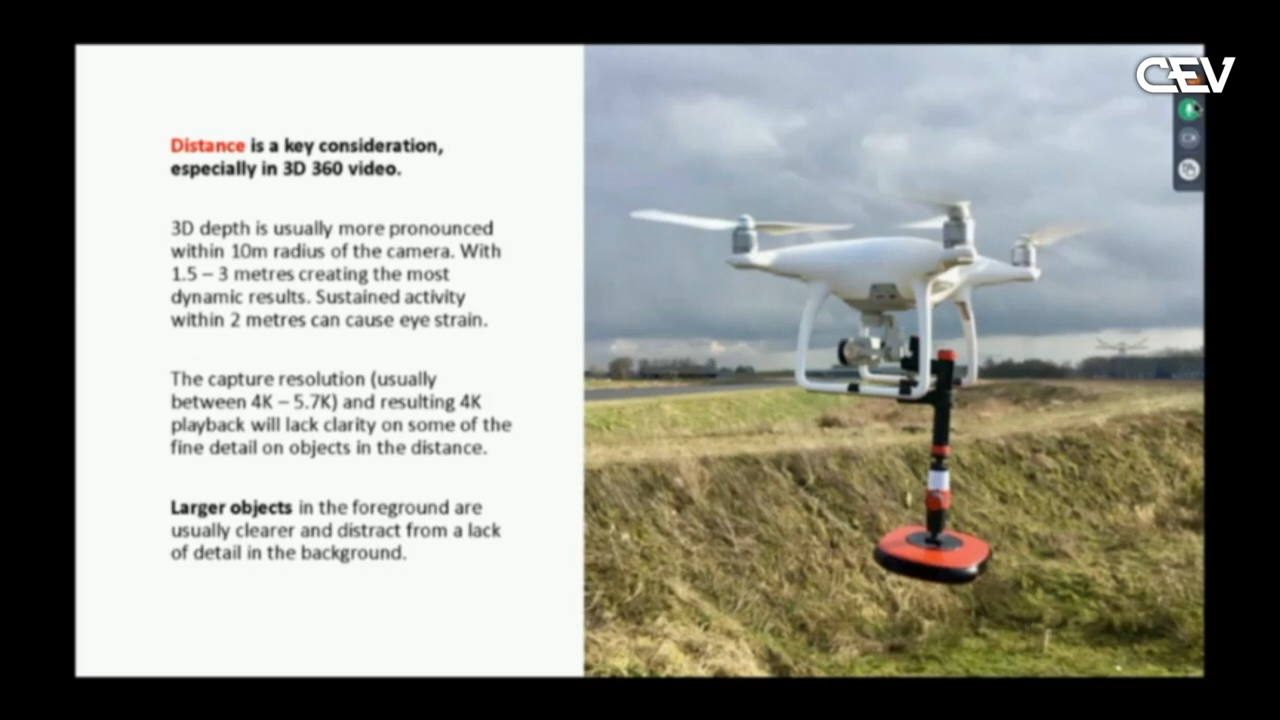 CEV
Distance is a key consideration,
especially in 3D 360 video.
3D depth is usually more pronounced
within 10m radius of the camera. With
1.5 – 3 metres creating the most
dynamic results. Sustained activity
within 2 metres can cause eye strain.
The capture resolution (usually
between 4K – 5.7K) and resulting 4K
playback will lack clarity on some of the
fine detail on objects in the distance.
Larger objects in the foreground are
usually clearer and distract from a lack
of detail in the background.